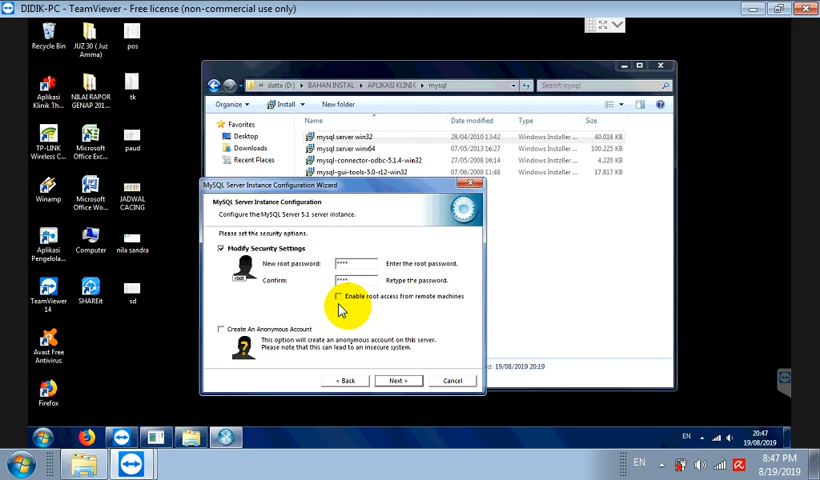 DIDIK-PC - TeamViewer - Free license (non-commercial use only)
Recycle Bin
JUZ 30 ( Juz
Amma)
pos
Aplikasi
Klinik Th...
NILAI RAPOR
GENAP 201...
tk
TP-LINK
Wireless C...
Microsoft
Office Exc...
paud
Winamp
Microsoft
Office Wo...
JADWAL
CACING
Aplikasi
Pengelola...
Computer
nila sandra
TeamViewer
14
SHAREit
sd
Avast Free
Antivirus
Firefox
datta (D:)
BAHAN INSTAL
APLIKASI KLINIK
mysql
Search mysql
Organize
Install
New folder
Favorites
Desktop
Downloads
Recent Places
Name
Date modified
Type
Size
mysql server win32
28/04/2010 13:42
Windows Installer ...
40.018 KB
mysql server winx64
07/05/2013 16:27
Windows Installer ...
100.225 KB
mysql-connector-odbc-5.1.4-win32
27/05/2008 16:14
Windows Installer ...
4.220 KB
mysql-gui-tools-5.0-r12-win32
Windows Installer ...
17.817 KB
MySQL Server Instance Configuration Wizard
MySQL Server Instance Configuration
Configure the MySQL Server 5.1 server instance.
Please set the security options.
Modify Security Settings
root
New root password:
****
Enter the root password.
Confirm:
****
Retype the password.
Enable root access from remote machines
Create An Anonymous Account
This option will create an anonymous account on this server.
Please note that this can lead to an insecure system.
< Back
Next >
Cancel
19/08/2019 20:19
EN
20:47
19/08/2019
EN
8:47 PM
8/19/2019